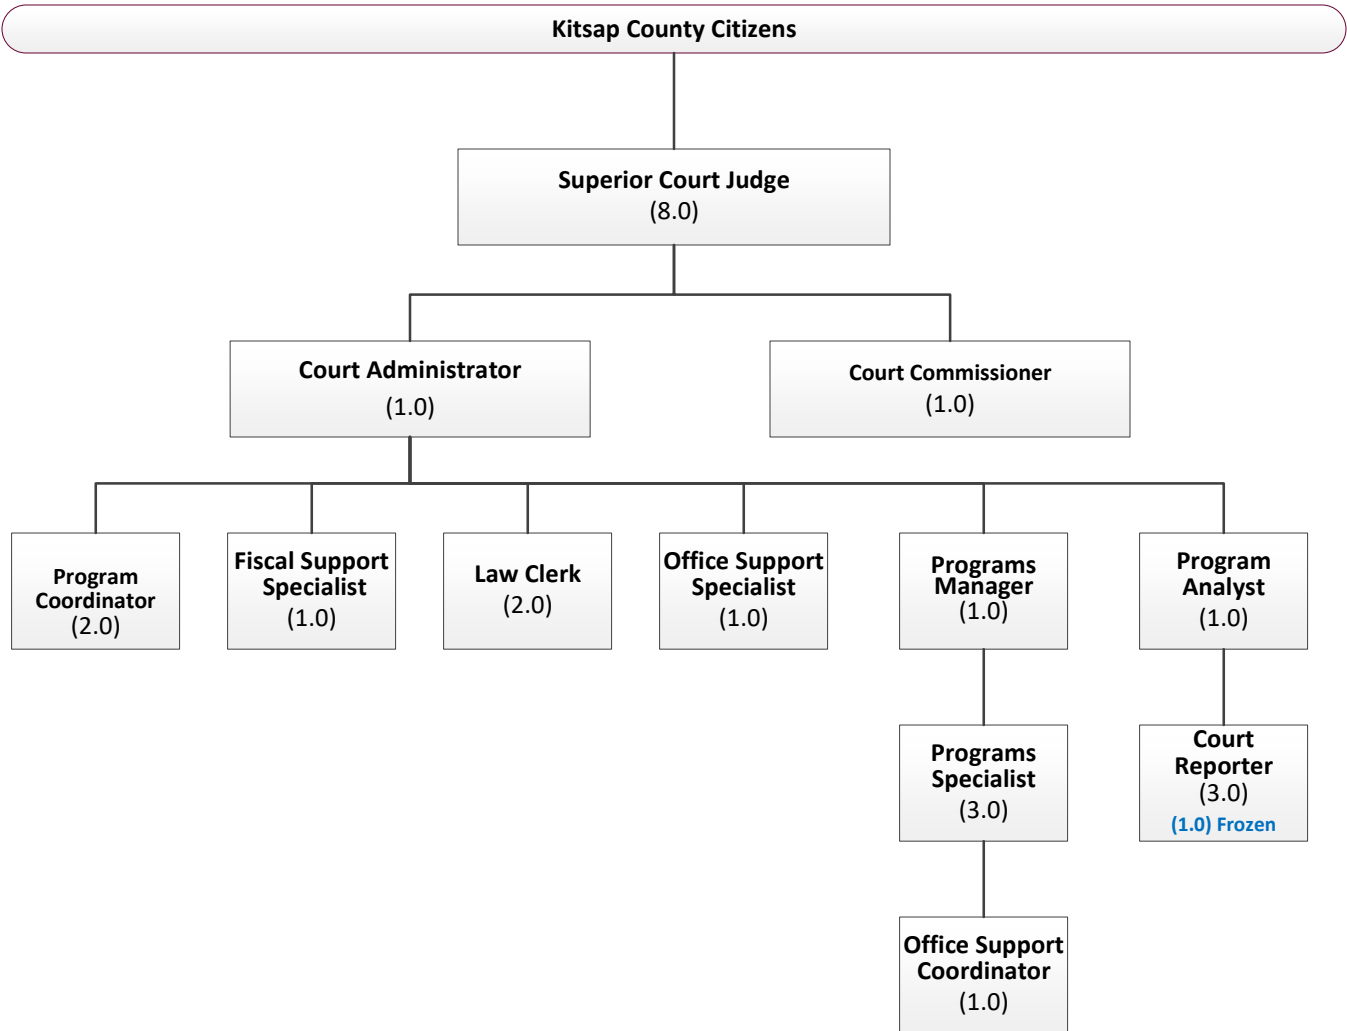 Kitsap County Citizens
Superior Court Judge
(8.0)
Court Administrator
(1.0)
Court Commissioner
(1.0)
Program
Coordinator
(2.0)
Fiscal Support
Specialist
(1.0)
Law Clerk
(2.0)
Office Support
Specialist
(1.0)
Programs
Manager
(1.0)
Program
Analyst
(1.0)
Programs
Specialist
(3.0)
Court
Reporter
(3.0)
(1.0) Frozen
Office Support
Coordinator
(1.0)